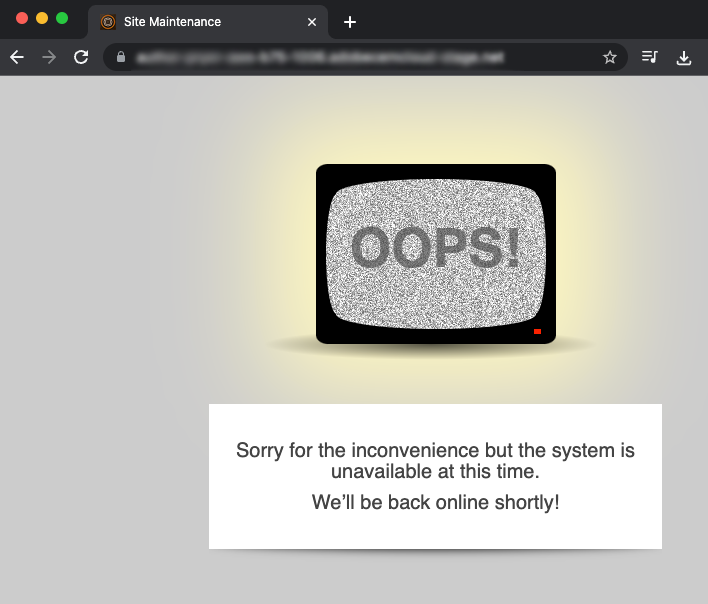 Site Maintenance
OOPS!
Sorry for the inconvenience but the system is
unavailable at this time.
We’ll be back online shortly!